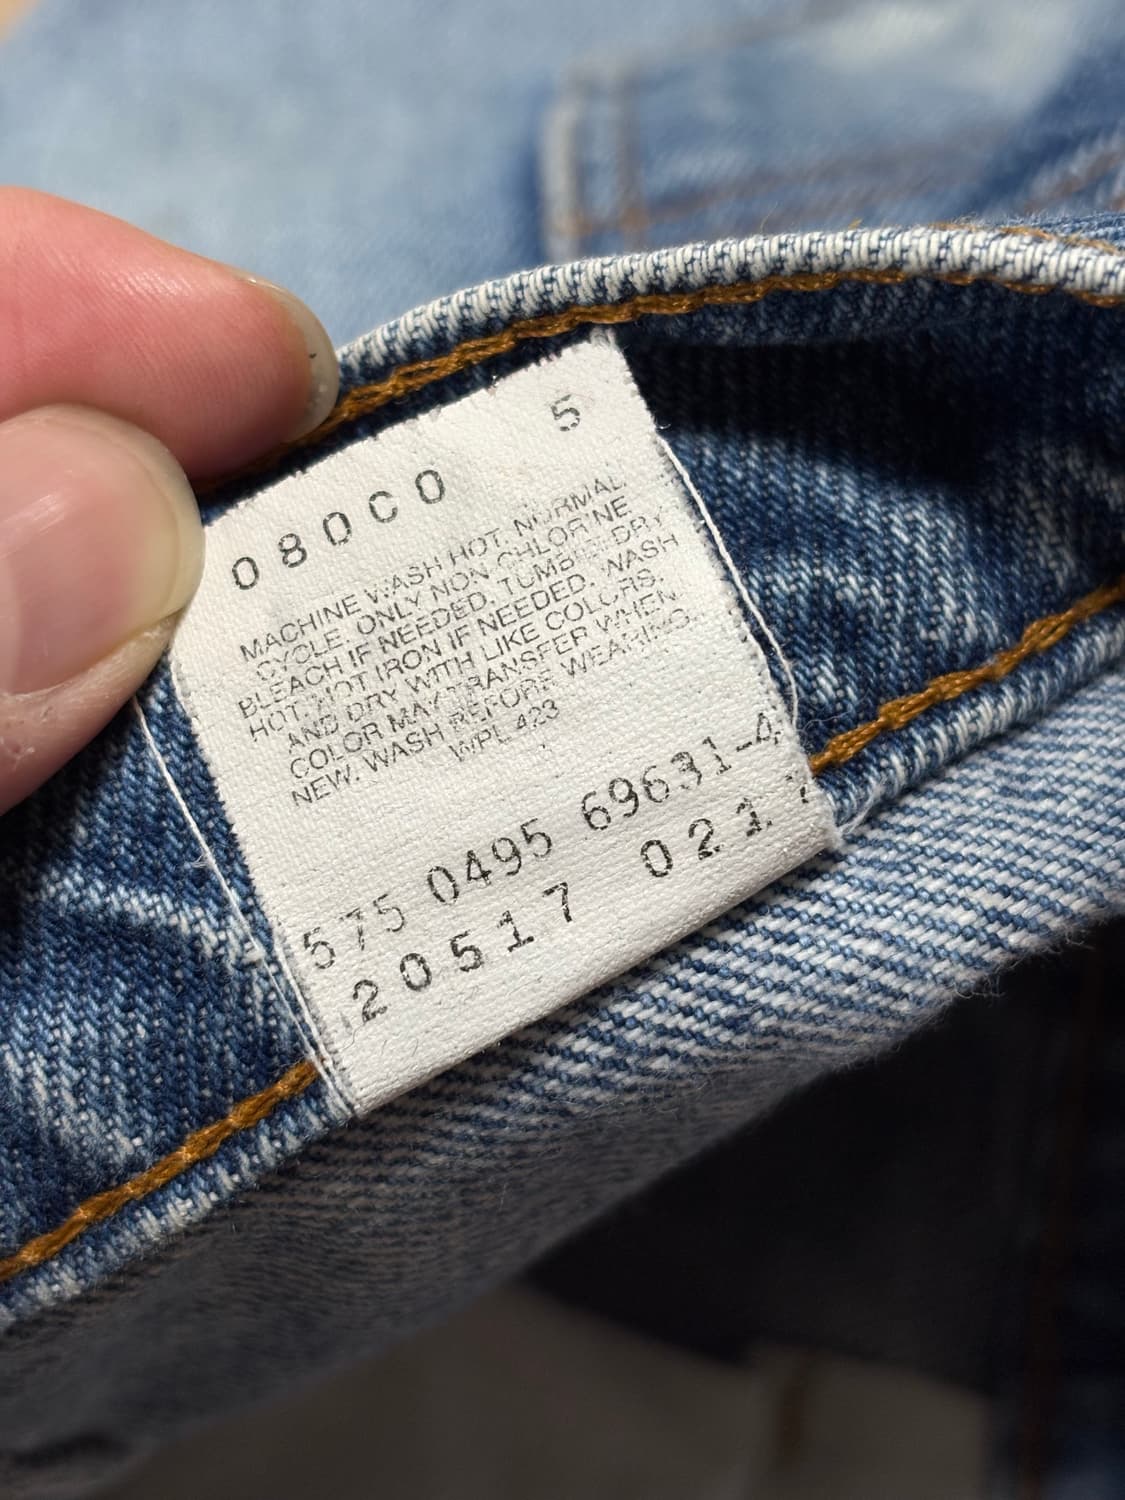 5
080CO
MACHINE WASH HOT, NORMAL
CYCLE. ONLY NON-CHLORINE
BLEACH IF NEEDED. TUMBLE DRY
HOT, HOT IRON IF NEEDED. WASH
AND DRY WITH LIKE COLORS.
COLOR MAY TRANSFER WHEN
NEW. WASH BEFORE WEARING.
WPL 423
575 0495 69631-4
20517 021